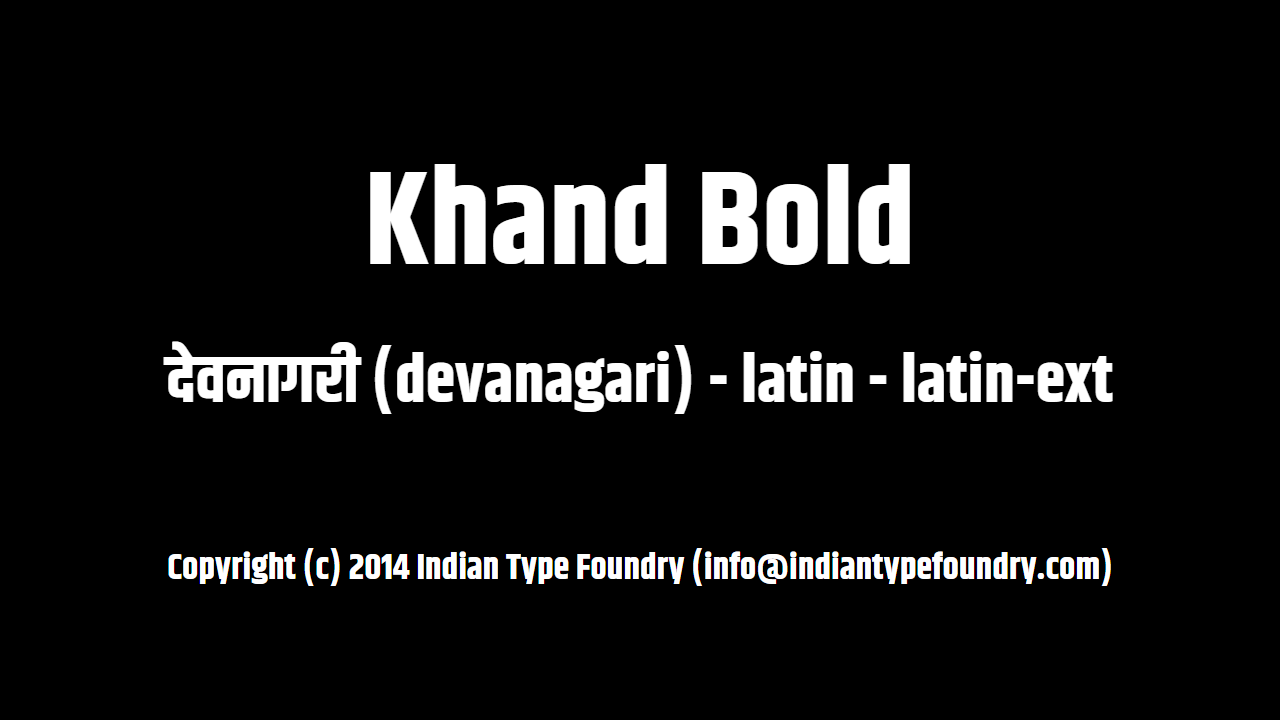 Khand Bold
देवनागरी (devanagari) - latin - latin-ext
Copyright (c) 2014 Indian Type Foundry (info@indiantypefoundry.com)